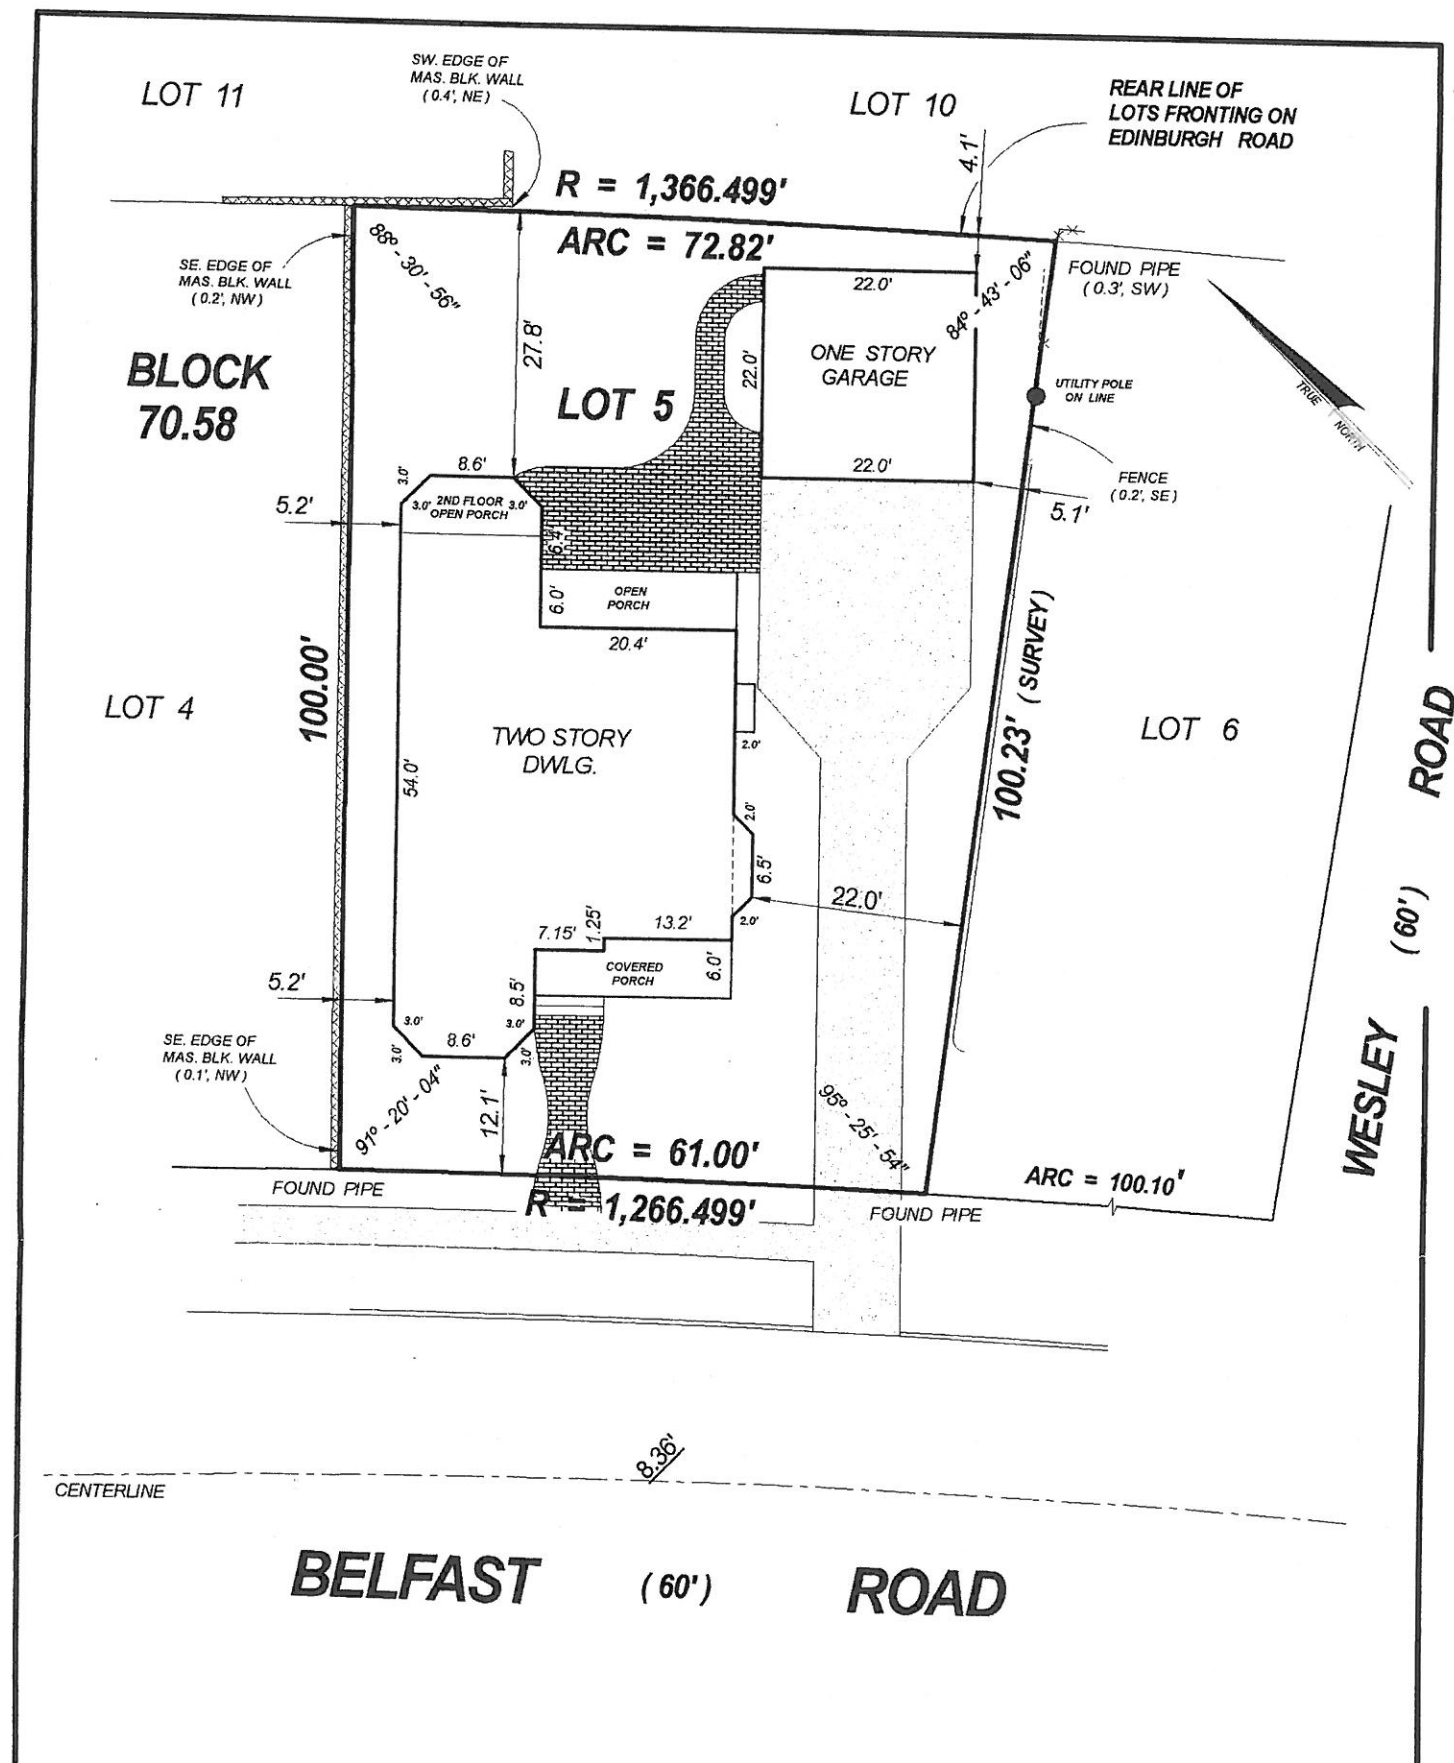 LOT 11
SW. EDGE OF
MAS. BLK. WALL
( 0.4', NE )
LOT 10
REAR LINE OF
LOTS FRONTING ON
EDINBURGH ROAD
4.1'
R = 1,366.499'
ARC = 72.82'
88º - 30' - 56"
84º - 43' - 06"
FOUND PIPE
( 0.3', SW )
SE. EDGE OF
MAS. BLK. WALL
( 0.2', NW )
BLOCK
70.58
27.8'
LOT 5
22.0'
22.0'
ONE STORY
GARAGE
22.0'
UTILITY POLE
ON LINE
TRUE
NORTH
FENCE
( 0.2', SE )
5.1'
5.2'
3.0'
8.6'
3.0'
2ND FLOOR
OPEN PORCH
3.0'
6.4'
6.0'
OPEN
PORCH
20.4'
100.00'
LOT 4
54.0'
TWO STORY
DWLG.
2.0'
2.0'
6.5'
2.0'
22.0'
100.23' ( SURVEY )
LOT 6
WESLEY (60') ROAD
7.15'
1.25'
13.2'
COVERED
PORCH
6.0'
8.5'
5.2'
3.0'
3.0'
8.6'
3.0'
3.0'
SE. EDGE OF
MAS. BLK. WALL
( 0.1', NW )
91º - 20' - 04"
12.1'
95º - 25' - 54"
ARC = 61.00'
R = 1,266.499'
ARC = 100.10'
FOUND PIPE
FOUND PIPE
8.36'
CENTERLINE
BELFAST ( 60' ) ROAD